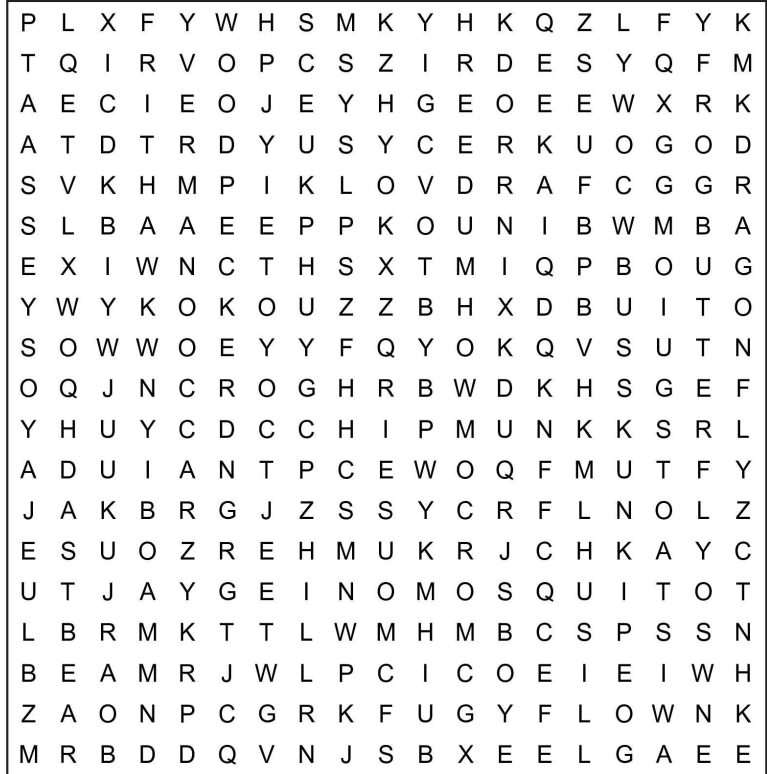 P L X F Y W H S M K Y H K Q Z L F Y K
T Q I R V O P C S Z I R D E S Y Q F M
A E C I E O J E Y H G E O E E W X R K
A T D T R D Y U S Y C E R K U O G O D
S V K H M P I K L O V D R A F C G G R
S L B A A E E P P K O U N I B W M B A
E X I W N C T H S X T M I Q P B O U G
Y W Y K O K O U Z Z B H X D B U I T O
S O W W O E Y Y F Q Y O K Q V S U T N
O Q J N C R O G H R B W D K H S G E F
Y H U Y C D C C H I P M U N K K S R L
A D U I A N T P C E W O Q F M U T F Y
J A K B R G J Z S S Y C R F L N O L Z
E S U O Z R E H M U K R J C H K A Y C
U T J A Y G E I N O M O S Q U I T O T
L B R M K T T L W M H M B C S P S S N
B E A M R J W L P C I C O E I E I W H
Z A O N P C G R K F U G Y F L O W N K
M R B D D Q V N J S B X E E L G A E E